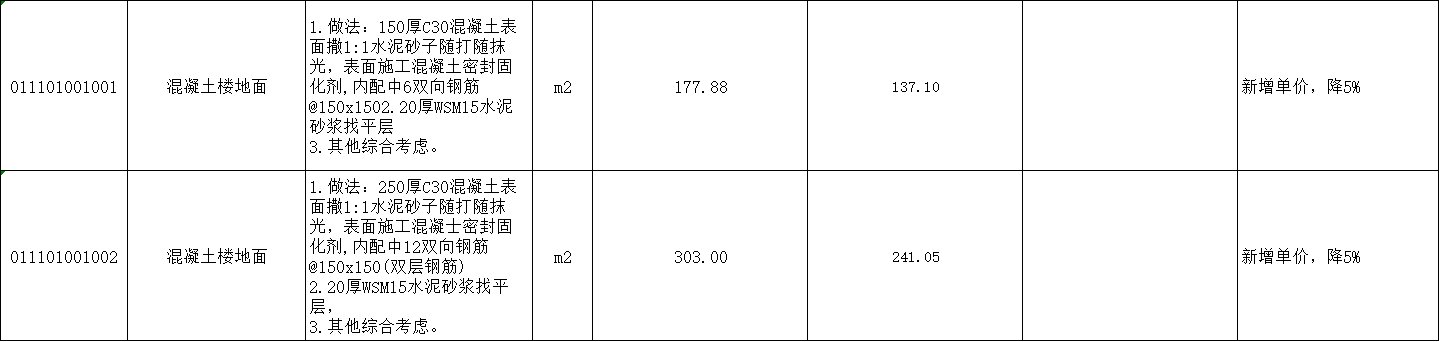 011101001001
混凝土楼地面
1.做法：150厚C30混凝土表
面撒1:1水泥砂子随打随抹
光，表面施工混凝土密封固
化剂,内配中6双向钢筋
@150x1502.20厚WSM15水泥
砂浆找平层
3.其他综合考虑。
m2
177.88
137.10
新增单价，降5%
011101001002
混凝土楼地面
1.做法：250厚C30混凝土表
面撒1:1水泥砂子随打随抹
光，表面施工混凝士密封固
化剂,内配中12双向钢筋
@150x150(双层钢筋)
2.20厚WSM15水泥砂浆找平
层，
3.其他综合考虑。
m2
303.00
241.05
新增单价，降5%